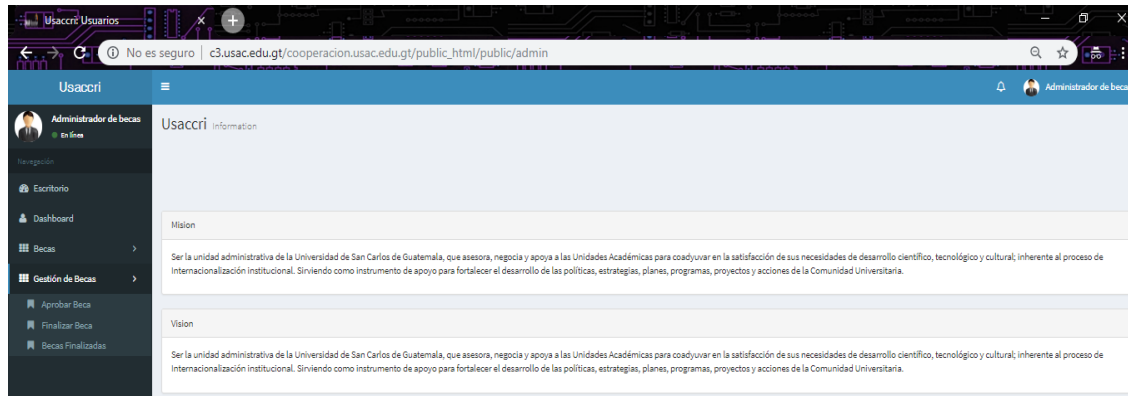 Usaccri: Usuarios
No es seguro | c3.usac.edu.gt/cooperacion.usac.edu.gt/public_html/public/admin
Usaccri
Administrador de beca
Administrador de becas
En línea
Navegación
Escritorio
Dashboard
Becas
Gestión de Becas
Aprobar Beca
Finalizar Beca
Becas Finalizadas
Usaccri Information
Mision
Ser la unidad administrativa de la Universidad de San Carlos de Guatemala, que asesora, negocia y apoya a las Unidades Académicas para coadyuvar en la satisfacción de sus necesidades de desarrollo científico, tecnológico y cultural; inherente al proceso de
Internacionalización institucional. Sirviendo como instrumento de apoyo para fortalecer el desarrollo de las políticas, estrategias, planes, programas, proyectos y acciones de la Comunidad Universitaria.
Vision
Ser la unidad administrativa de la Universidad de San Carlos de Guatemala, que asesora, negocia y apoya a las Unidades Académicas para coadyuvar en la satisfacción de sus necesidades de desarrollo científico, tecnológico y cultural; inherente al proceso de
Internacionalización institucional. Sirviendo como instrumento de apoyo para fortalecer el desarrollo de las políticas, estrategias, planes, programas, proyectos y acciones de la Comunidad Universitaria.